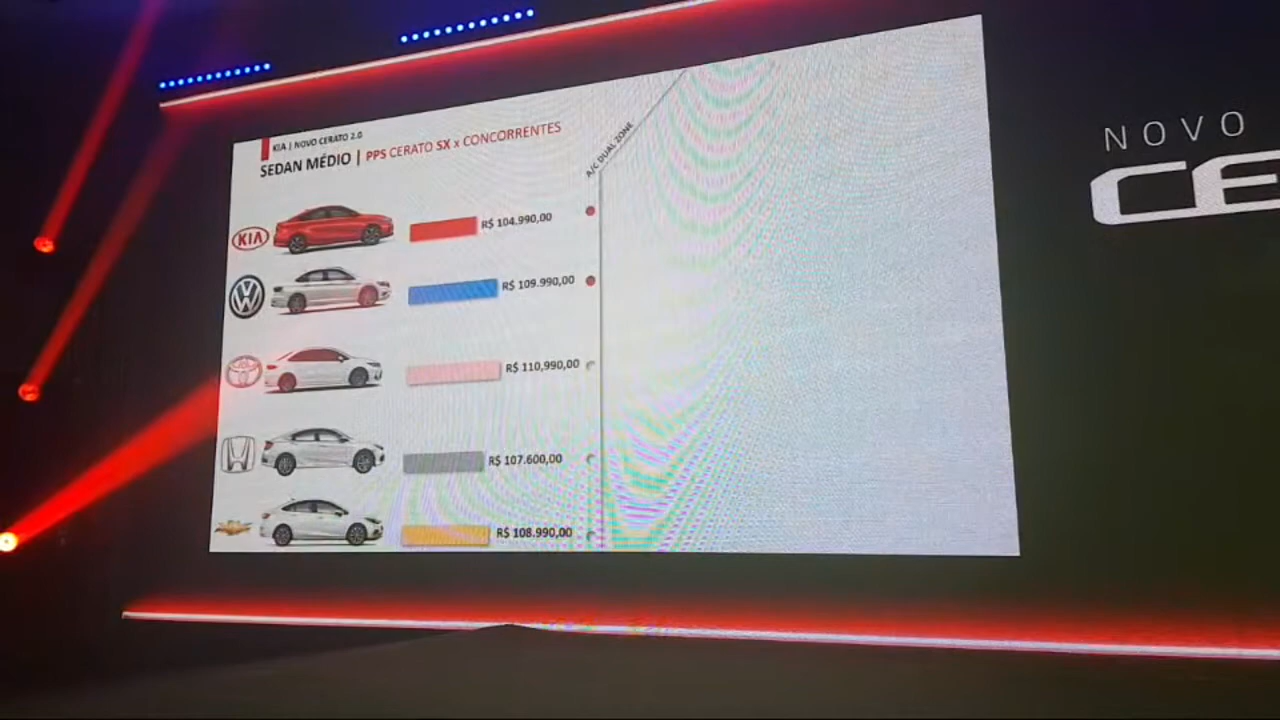 KIA | NOVO CERATO 2.0
SEDAN MÉDIO | PPS CERATO SX x CONCORRENTES
A/C DUAL ZONE
KIA R$ 104.990,00
R$ 109.990,00
R$ 110,990,00
R$ 107.600,00
R$ 108.990,00
NOVO
CE